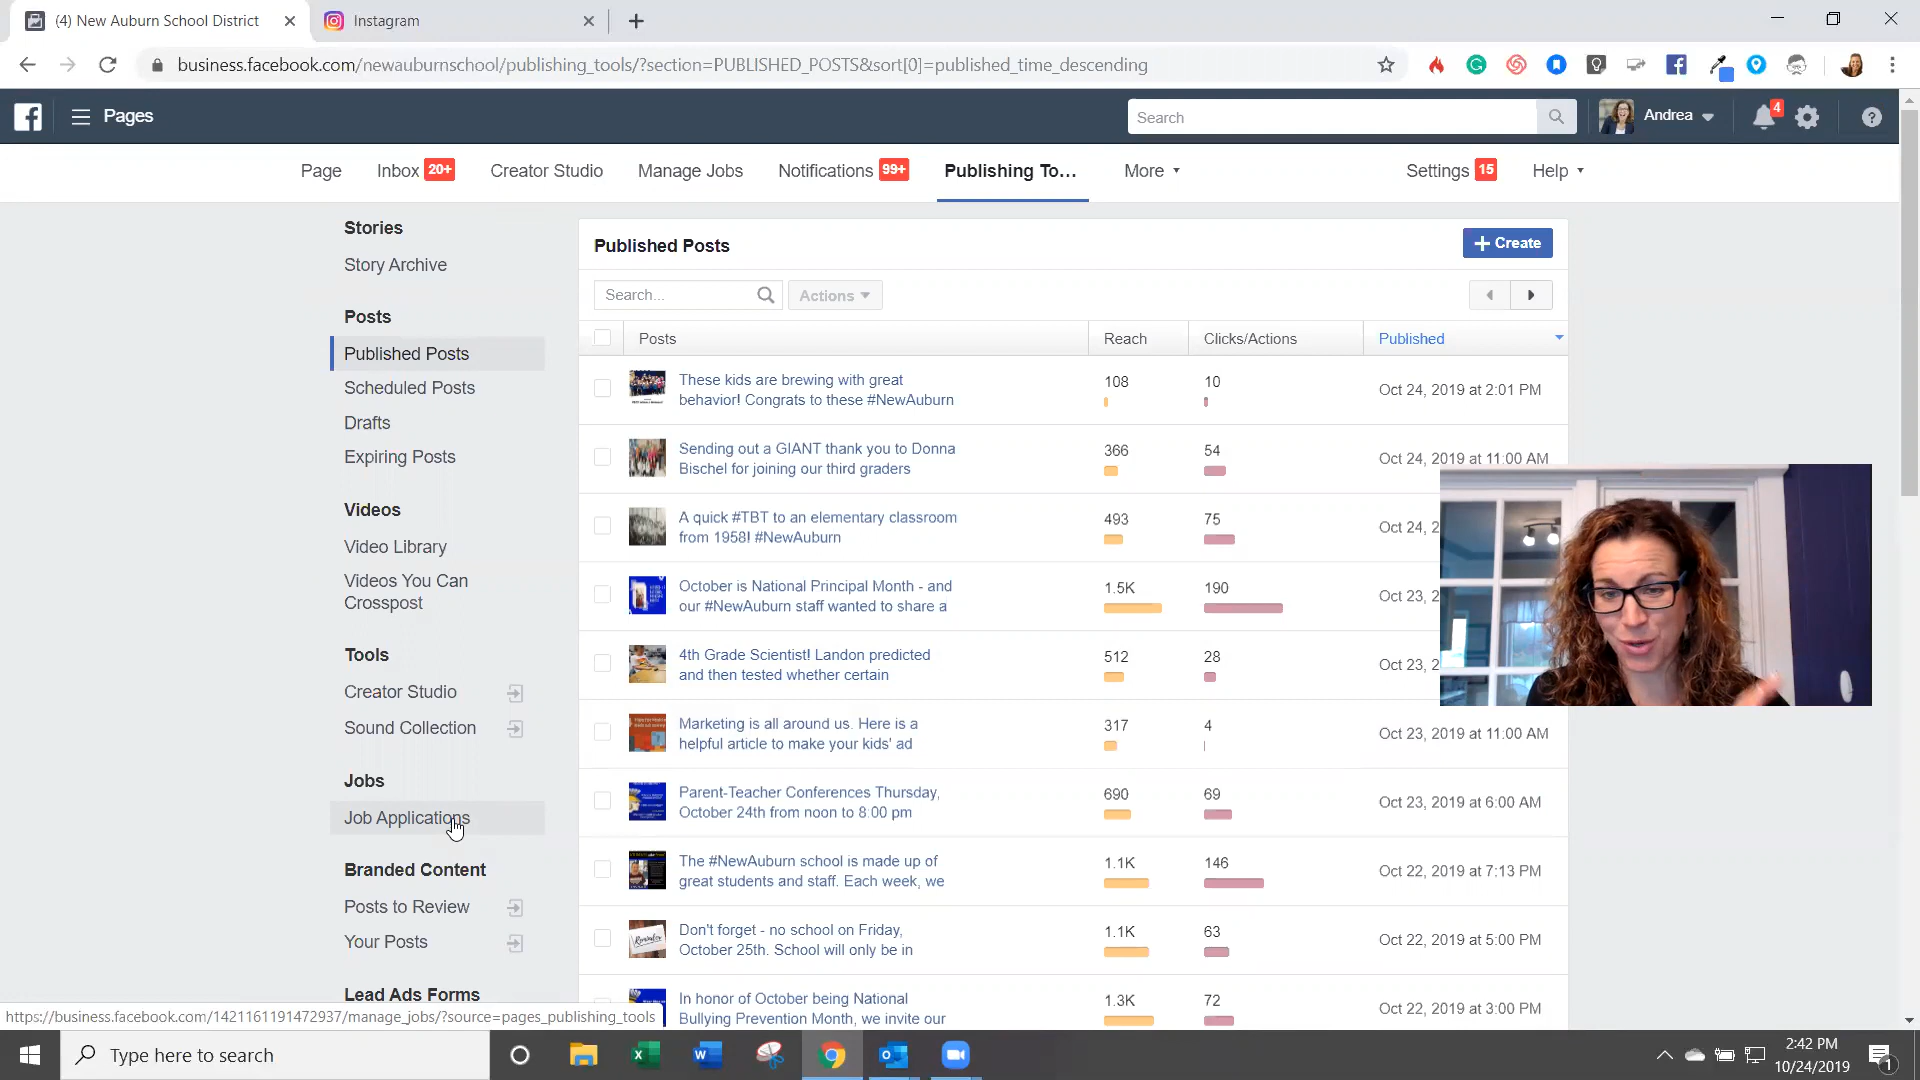 (4) New Auburn School District
Instagram
business.facebook.com/newauburnschool/publishing_tools/?section=PUBLISHED_POSTS&sort[0]=published_time_descending
Pages
Search
Andrea
4
Page
Inbox 20+
Creator Studio
Manage Jobs
Notifications 99+
Publishing To...
More
Settings 15
Help
Stories
Story Archive
Posts
Published Posts
Scheduled Posts
Drafts
Expiring Posts
Videos
Video Library
Videos You Can
Crosspost
Tools
Creator Studio
Sound Collection
Jobs
Job Applications
Branded Content
Posts to Review
Your Posts
Lead Ads Forms
Published Posts
+ Create
Search...
Actions
Posts Reach Clicks/Actions Published
These kids are brewing with great
behavior! Congrats to these #NewAuburn
108 10 Oct 24, 2019 at 2:01 PM
Sending out a GIANT thank you to Donna
Bischel for joining our third graders
366 54 Oct 24, 2019 at 11:00 AM
A quick #TBT to an elementary classroom
from 1958! #NewAuburn
493 75 Oct 24, 2
October is National Principal Month - and
our #NewAuburn staff wanted to share a
1.5K 190 Oct 23, 2
4th Grade Scientist! Landon predicted
and then tested whether certain
512 28 Oct 23, 2
Marketing is all around us. Here is a
helpful article to make your kids' ad
317 4 Oct 23, 2019 at 11:00 AM
Parent-Teacher Conferences Thursday,
October 24th from noon to 8:00 pm
690 69 Oct 23, 2019 at 6:00 AM
The #NewAuburn school is made up of
great students and staff. Each week, we
1.1K 146 Oct 22, 2019 at 7:13 PM
Reminder
Don't forget - no school on Friday,
October 25th. School will only be in
1.1K 63 Oct 22, 2019 at 5:00 PM
In honor of October being National
Bullying Prevention Month, we invite our
1.3K 72 Oct 22, 2019 at 3:00 PM
https://business.facebook.com/1421161191472937/manage_jobs/?source=pages_publishing_tools
Type here to search
2:42 PM
10/24/2019
1